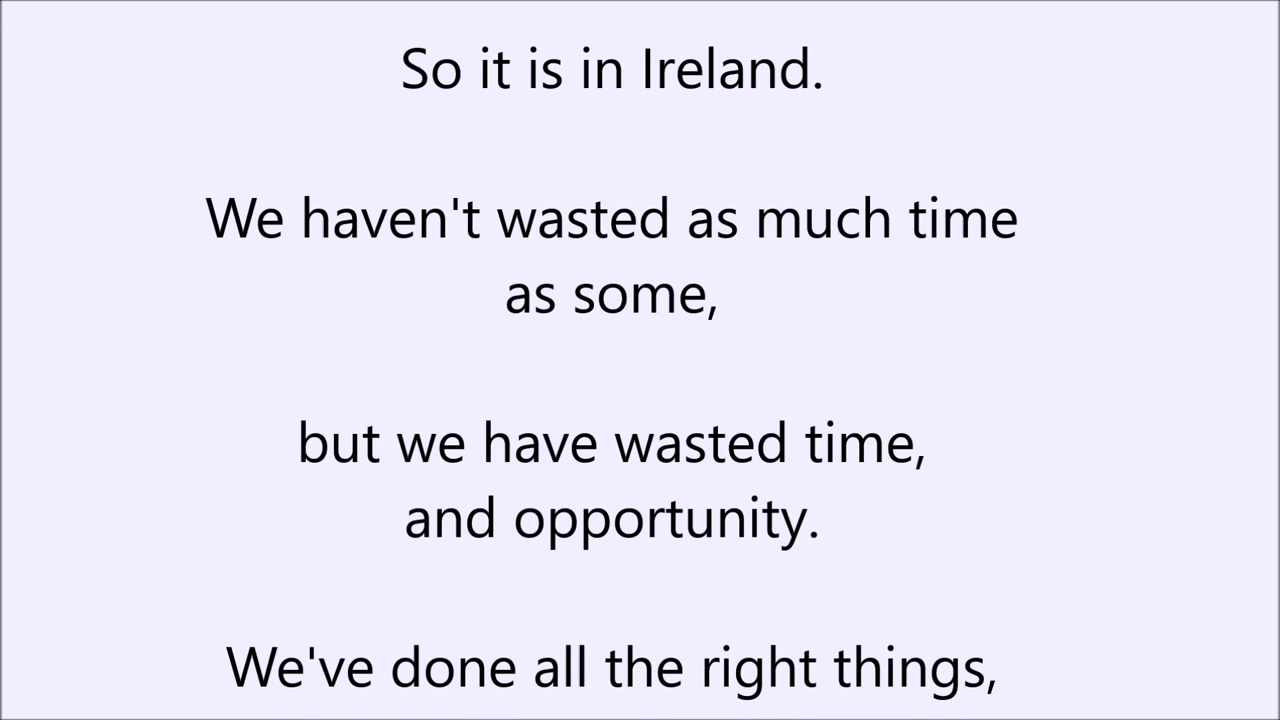 So it is in Ireland.
We haven't wasted as much time
as some,
but we have wasted time,
and opportunity.
We've done all the right things,